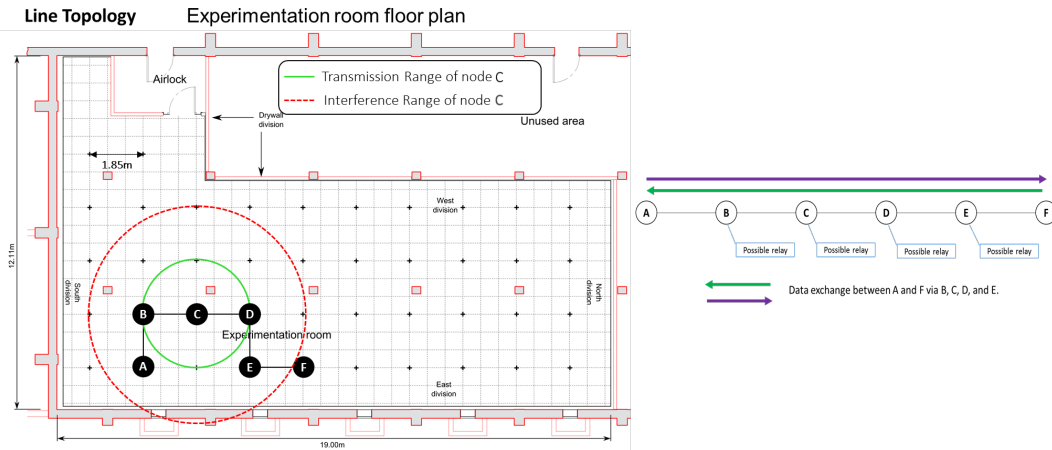 Line Topology Experimentation room floor plan
Airlock
Transmission Range of node C
Interference Range of node C
Drywall
division
Unused area
1.85m
West
division
12.11m
South
division
North
division
B C D
Experimentation room
A E F
East
division
19.00m
A B C D E F
Possible relay Possible relay Possible relay Possible relay
Data exchange between A and F via B, C, D, and E.